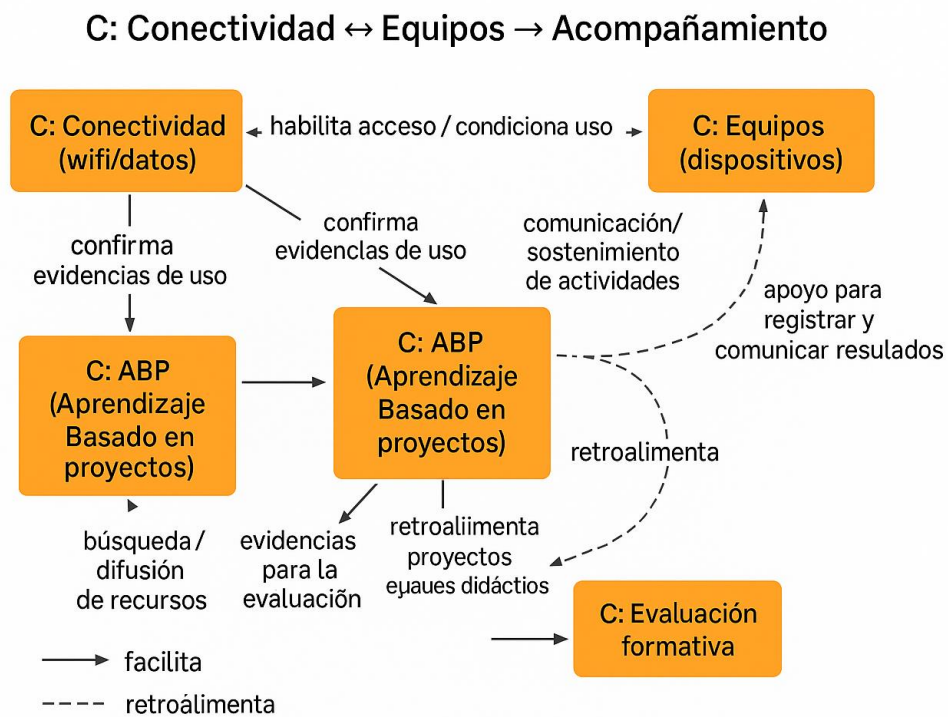 C: Conectividad ↔ Equipos → Acompañamiento
C: Conectividad
(wifi/datos)
habilita acceso / condiciona uso
C: Equipos
(dispositivos)
confirma
evidencias de uso
confirma
evidenclas de uso
comunicación/
sostenimiento
de actividades
apoyo para
registrar y
comunicar resulados
C: ABP
(Aprendizaje
Basado en
proyectos)
C: ABP
(Aprendizaje
Basado en
proyectos)
retroalimenta
búsqueda /
difusión
de recursos
evidencias
para la
evaluación
retroaliimenta
proyectos
didáctios
C: Evaluación
formativa
facilita
retroálimenta